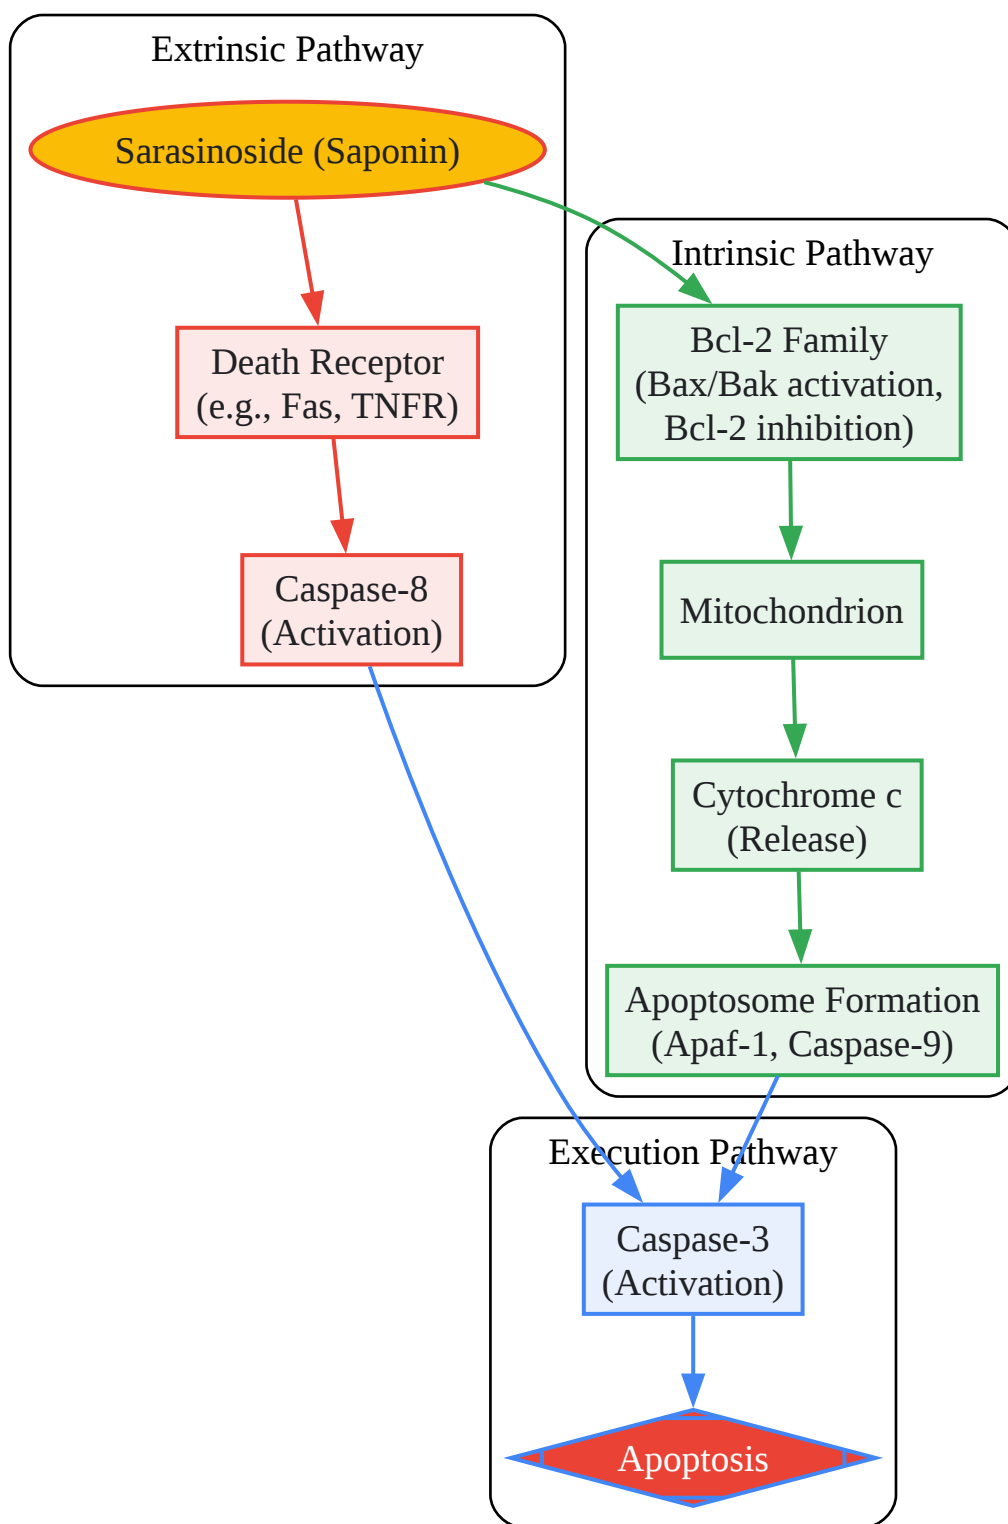 Extrinsic Pathway
Sarasinoside (Saponin)
Death Receptor
(e.g., Fas, TNFR)
Caspase-8
(Activation)
Intrinsic Pathway
Bcl-2 Family
(Bax/Bak activation,
Bcl-2 inhibition)
Mitochondrion
Cytochrome c
(Release)
Apoptosome Formation
(Apaf-1, Caspase-9)
Execution Pathway
Caspase-3
(Activation)
Apoptosis